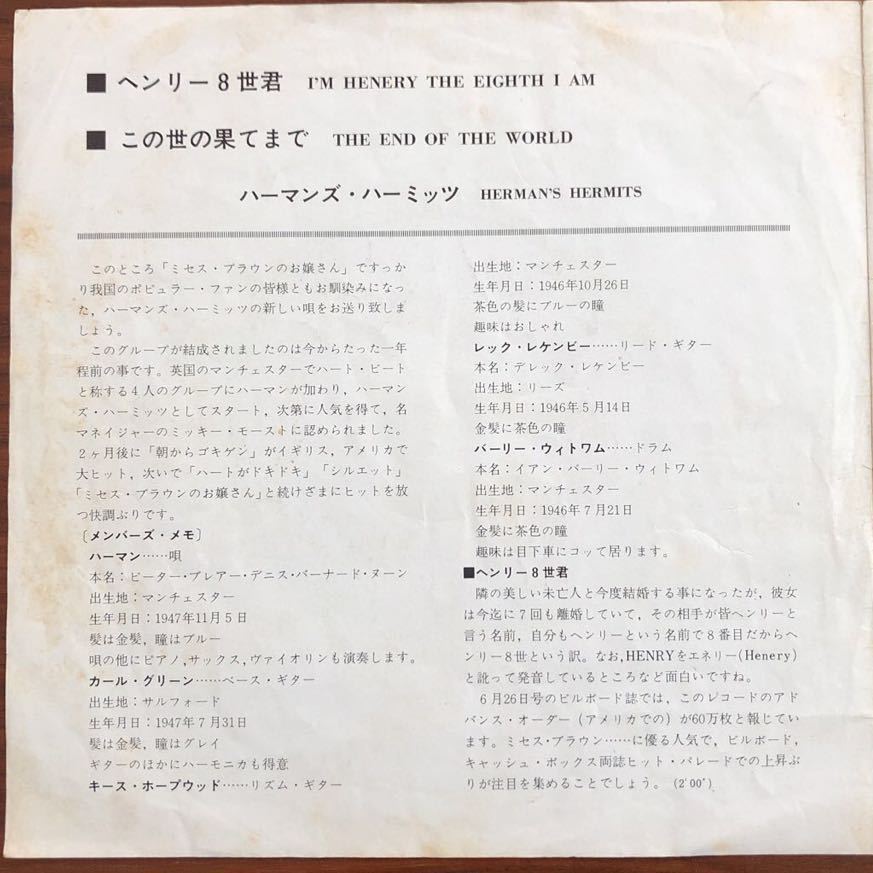 ■ ヘンリー8世君 I'M HENERY THE EIGHTH I AM
■ この世の果てまで THE END OF THE WORLD
ハーマンズ・ハーミッツ HERMAN'S HERMITS
このところ「ミセス・ブラウンのお嬢さん」ですっか
り我国のポピュラー・ファンの皆様ともお馴染みになっ
た，ハーマンズ・ハーミッツの新しい唄をお送り致しま
しょう。
このグループが結成されましたのは今からたった一年
程前の事です。英国のマンチェスターでハート・ビート
と称する4人のグループにハーマンが加わり，ハーマン
ズ・ハーミッツとしてスタート，次第に人気を得て，名
マネイジャーのミッキー・モーストに認められました。
2ヶ月後に「朝からゴキゲン」がイギリス，アメリカで
大ヒット，次いで「ハートがドキドキ」「シルエット」
「ミセス・ブラウンのお嬢さん」と続けざまにヒットを放
つ快調ぶりです。
〔メンバーズ・メモ〕
ハーマン……唄
本名：ピーター・ブレアー・デニス・バーナード・ヌーン
出生地：マンチェスター
生年月日：1947年11月5日
髪は金髪，瞳はブルー
唄の他にピアノ，サックス，ヴァイオリンも演奏します。
カール・グリーン……ベース・ギター
出生地：サルフォード
生年月日：1947年7月31日
髪は金髪，瞳はグレイ
ギターのほかにハーモニカも得意
キース・ホープウッド……リズム・ギター
出生地：マンチェスター
生年月日：1946年10月26日
茶色の髪にブルーの瞳
趣味はおしゃれ
レック・レケンビー……リード・ギター
本名：デレック・レケンビー
出生地：リーズ
生年月日：1946年5月14日
金髪に茶色の瞳
バーリー・ウィトワム……ドラム
本名：イアン・バーリー・ウィトワム
出生地：マンチェスター
生年月日：1946年7月21日
金髪に茶色の瞳
趣味は目下車にコッて居ります。
■ヘンリー8世君
隣の美しい未亡人と今度結婚する事になったが，彼女
は今迄に7回も離婚していて，その相手が皆ヘンリーと
言う名前，自分もヘンリーという名前で8番目だからヘ
ンリー8世という訳。なお，HENRYをエネリー(Henery)
と訛って発音しているところなど面白いですね。
6月26日号のビルボード誌では，このレコードのアド
バンス・オーダー（アメリカでの）が60万枚と報じてい
ます。ミセス・ブラウン……に優る人気で，ビルボード，
キャッシュ・ボックス両誌ヒット・パレードでの上昇ぶ
りが注目を集めることでしょう。(2'00")